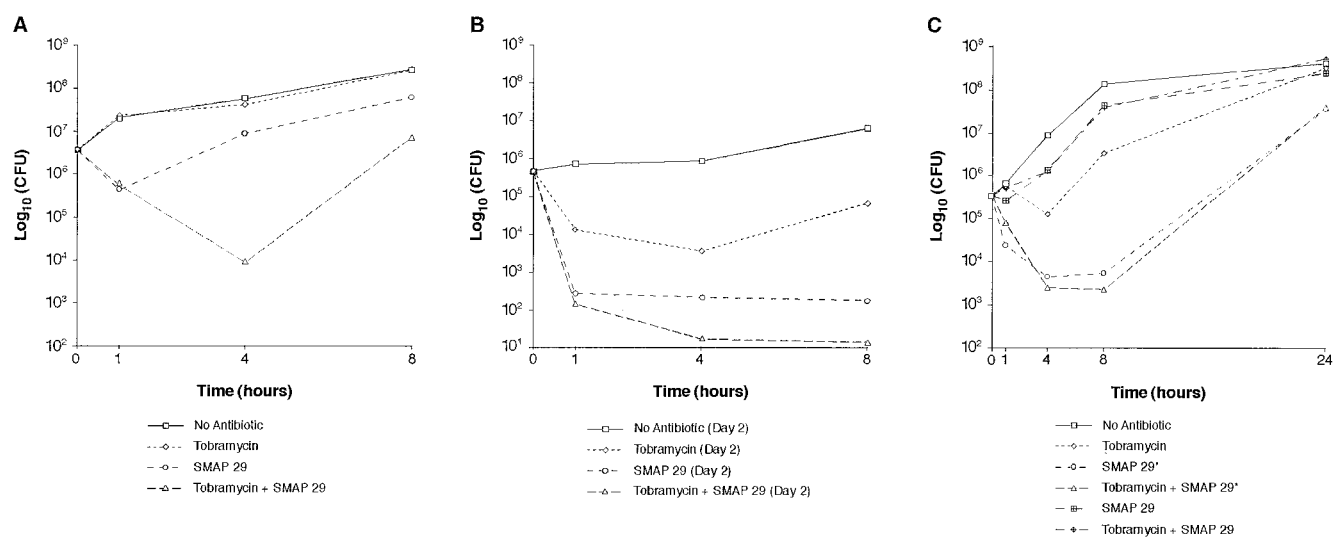 A
Log10 (CFU)
10⁹
10⁸
10⁷
10⁶
10⁵
10⁴
10³
10²
0 1 4 8
Time (hours)
No Antibiotic
Tobramycin
SMAP 29
Tobramycin + SMAP 29
B
Log10 (CFU)
10⁹
10⁸
10⁷
10⁶
10⁵
10⁴
10³
10²
10¹
0 1 4 8
Time (hours)
No Antibiotic (Day 2)
Tobramycin (Day 2)
SMAP 29 (Day 2)
Tobramycin + SMAP 29 (Day 2)
C
Log10 (CFU)
10⁹
10⁸
10⁷
10⁶
10⁵
10⁴
10³
10²
0 1 4 8 24
Time (hours)
No Antibiotic
Tobramycin
SMAP 29*
Tobramycin + SMAP 29*
SMAP 29
Tobramycin + SMAP 29